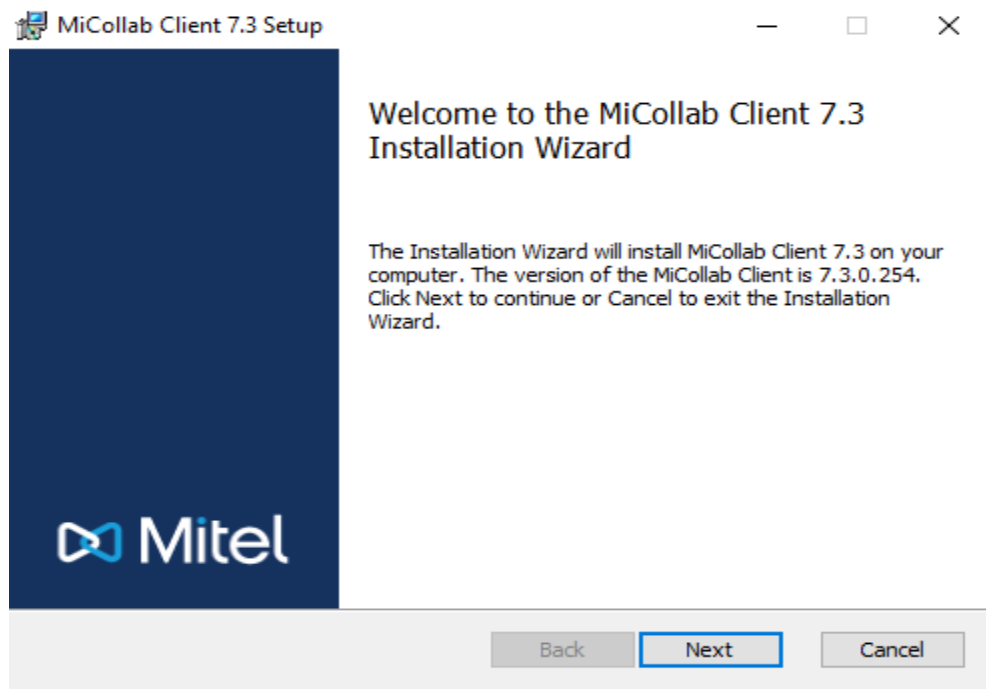 MiCollab Client 7.3 Setup
Welcome to the MiCollab Client 7.3
Installation Wizard
The Installation Wizard will install MiCollab Client 7.3 on your
computer. The version of the MiCollab Client is 7.3.0.254.
Click Next to continue or Cancel to exit the Installation
Wizard.
Mitel
Back
Next
Cancel